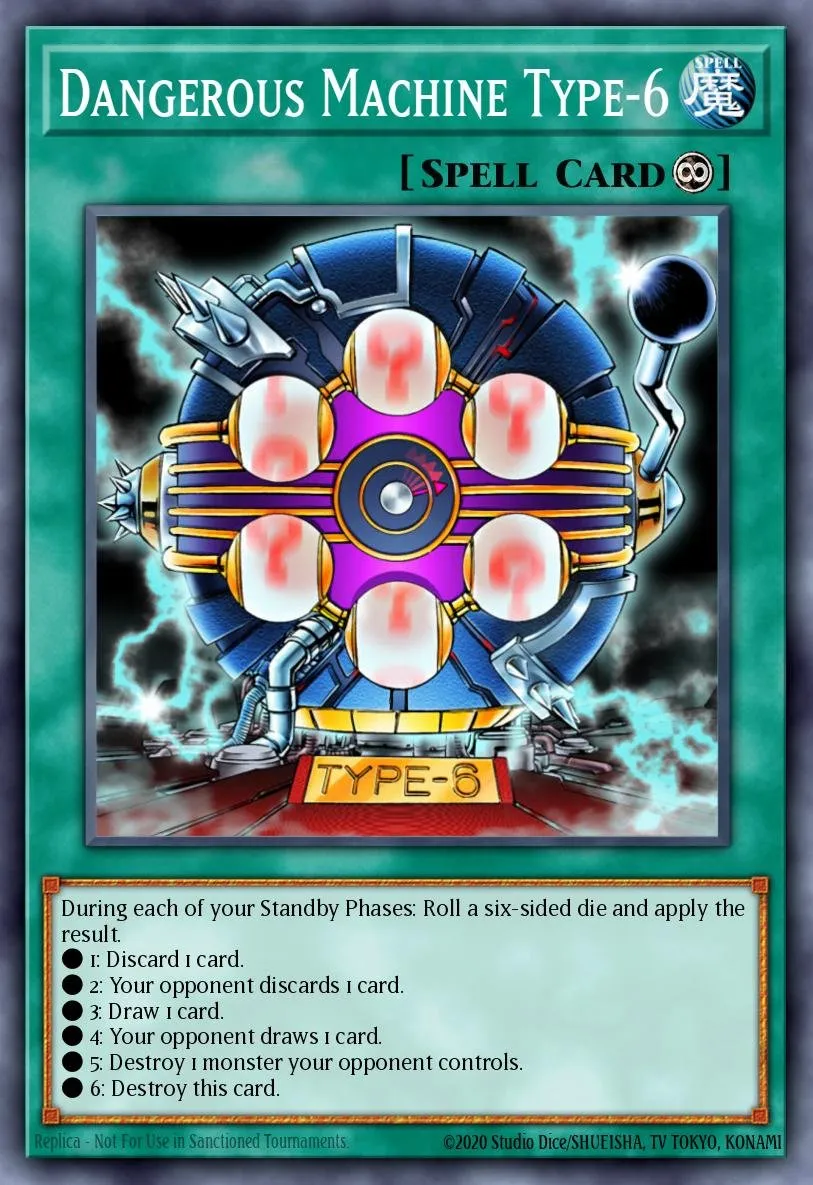 Dangerous Machine Type-6
SPELL
魔
[Spell Card]
TYPE-6
During each of your Standby Phases: Roll a six-sided die and apply the
result.
● 1: Discard 1 card.
● 2: Your opponent discards 1 card.
● 3: Draw 1 card.
● 4: Your opponent draws 1 card.
● 5: Destroy 1 monster your opponent controls.
● 6: Destroy this card.
Replica - Not For Use in Sanctioned Tournaments.
©2020 Studio Dice/SHUEISHA, TV TOKYO, KONAMI